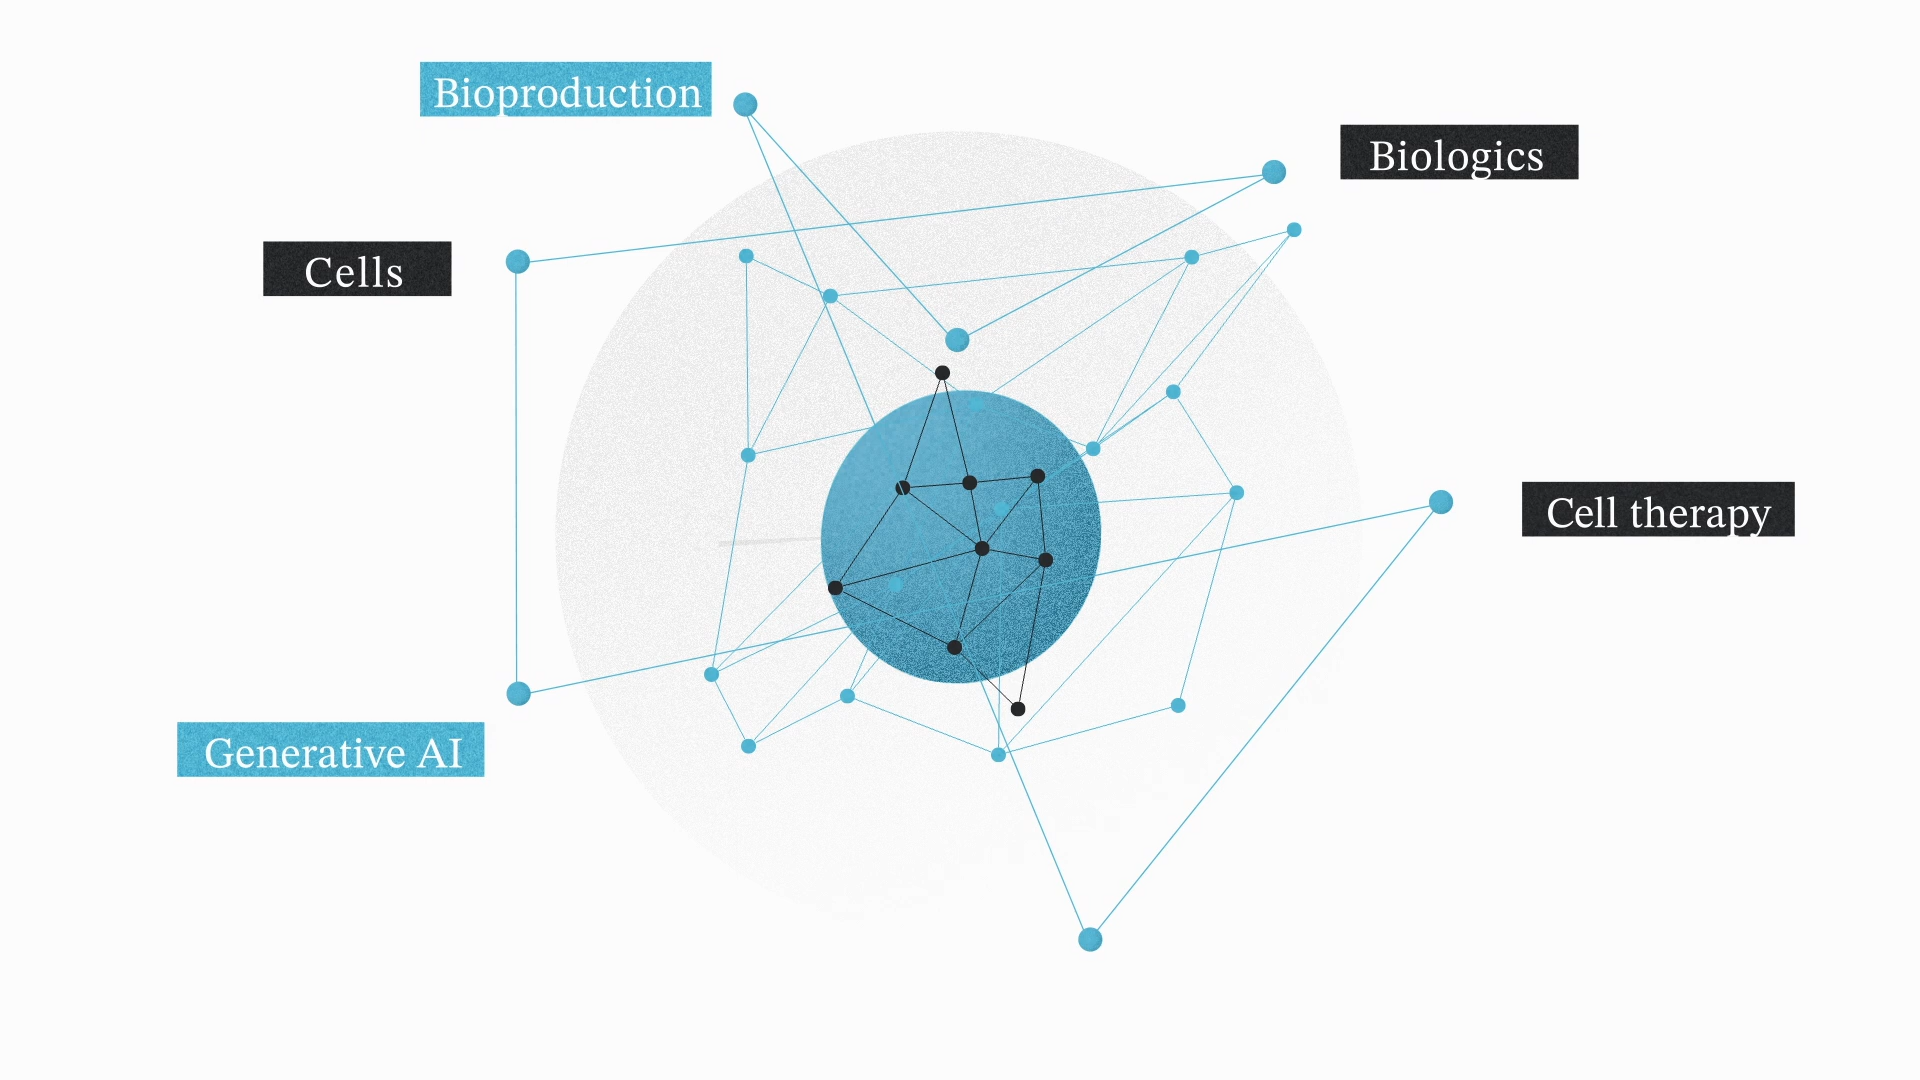 Bioproduction
Biologics
Cells
Cell therapy
Generative AI